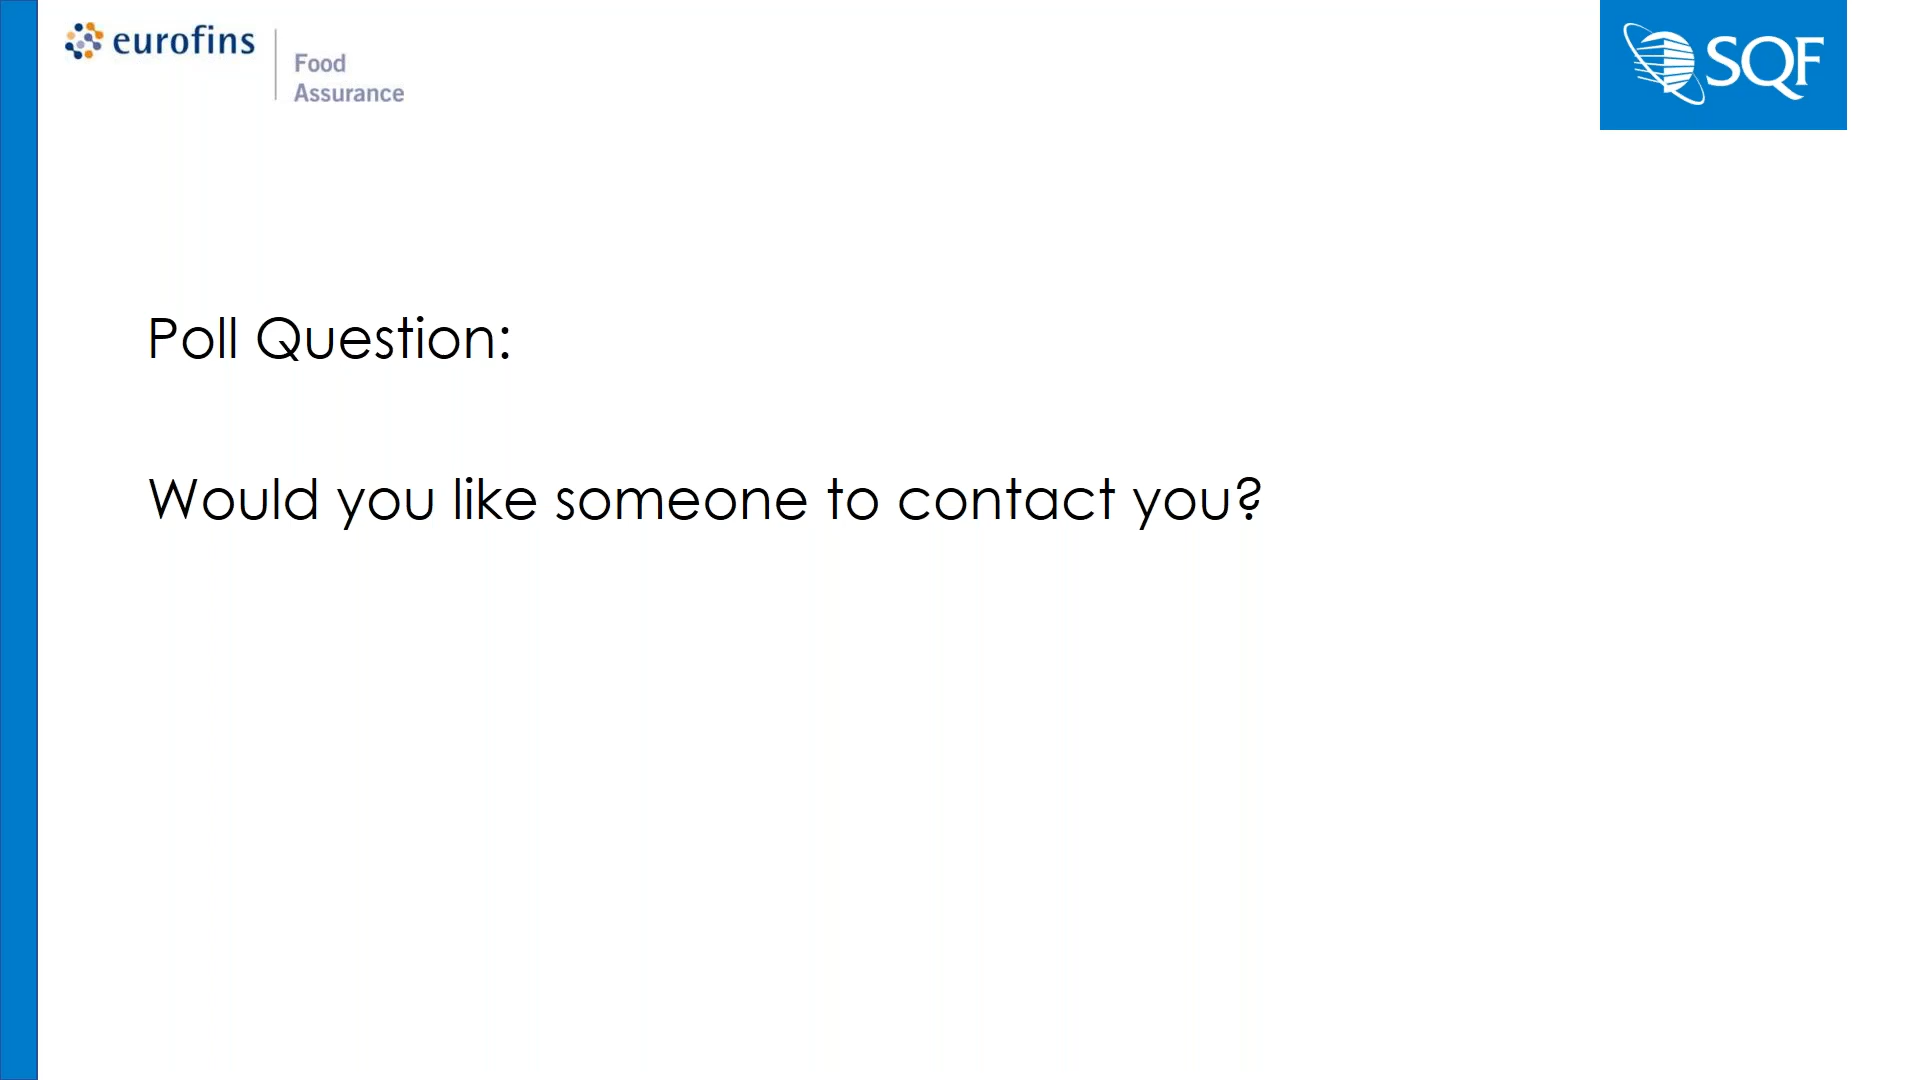 eurofins
Food
Assurance
SQF
Poll Question:
Would you like someone to contact you?